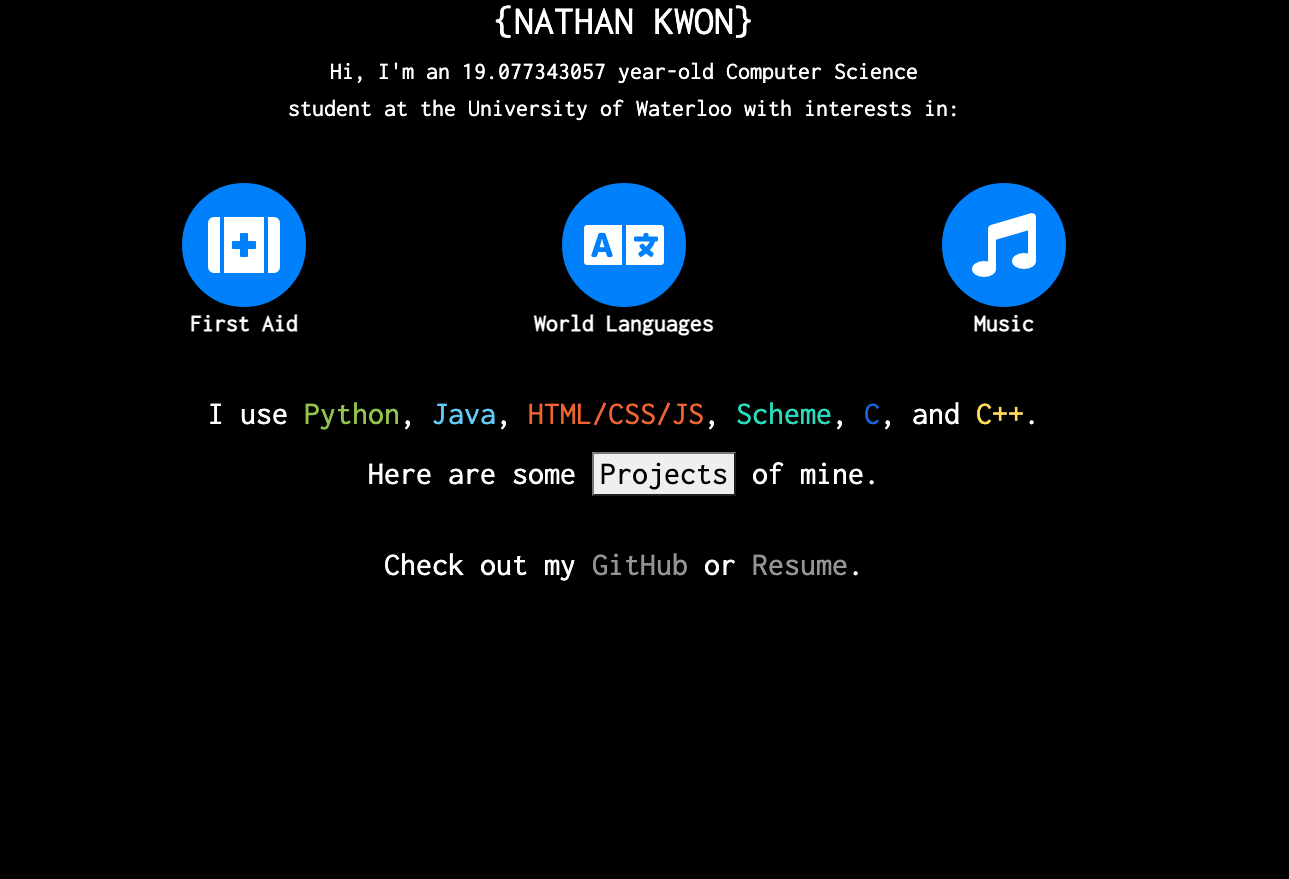 {NATHAN KWON}
Hi, I'm an 19.077343057 year-old Computer Science
student at the University of Waterloo with interests in:
A 文
First Aid
World Languages
Music
I use Python, Java, HTML/CSS/JS, Scheme, C, and C++.
Here are some Projects of mine.
Check out my GitHub or Resume.